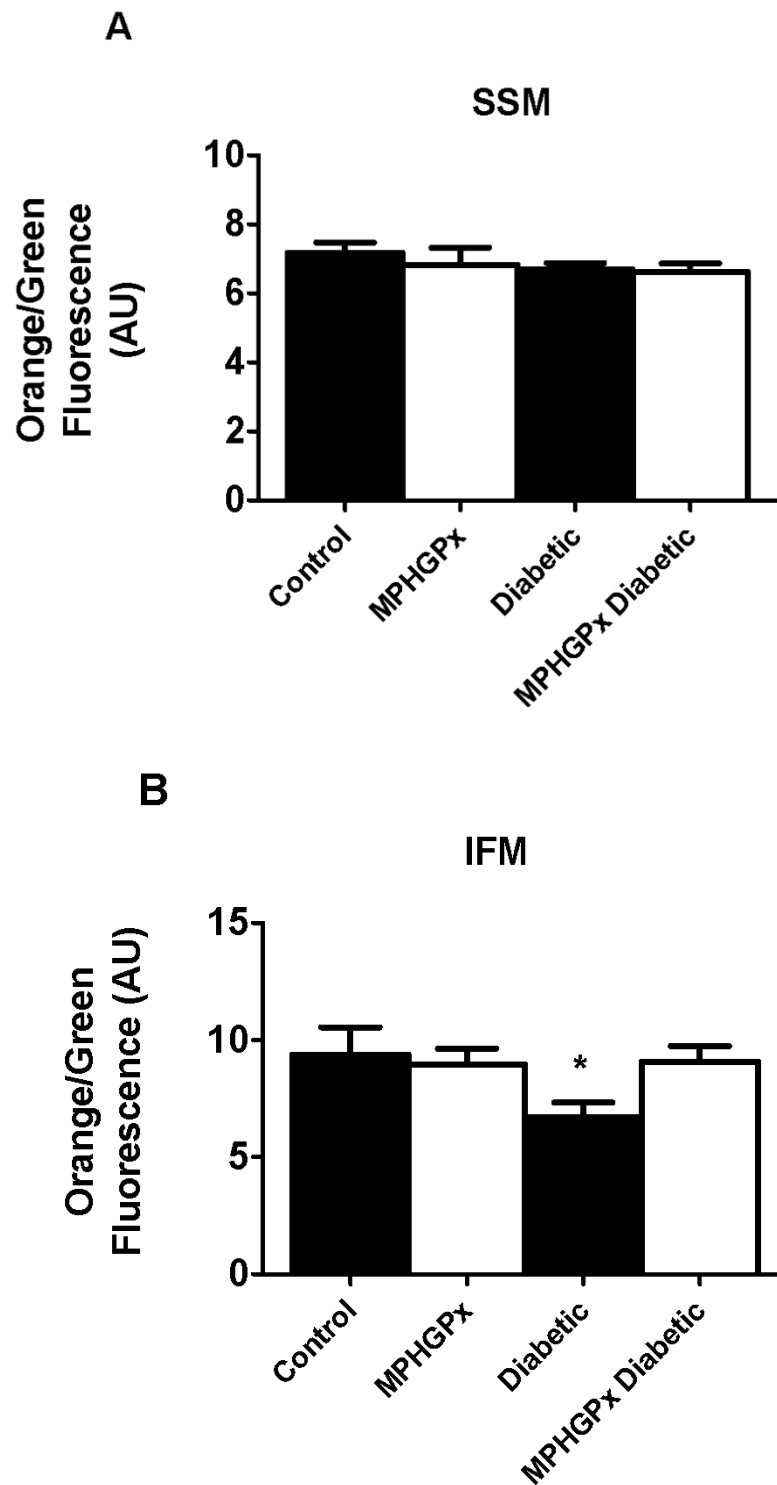 A
SSM
Orange/Green
Fluorescence
(AU)
10
8
6
4
2
0
Control
MPHGPx
Diabetic
MPHGPx Diabetic
B
IFM
Orange/Green
Fluorescence (AU)
15
10
5
0
*
Control
MPHGPx
Diabetic
MPHGPx Diabetic